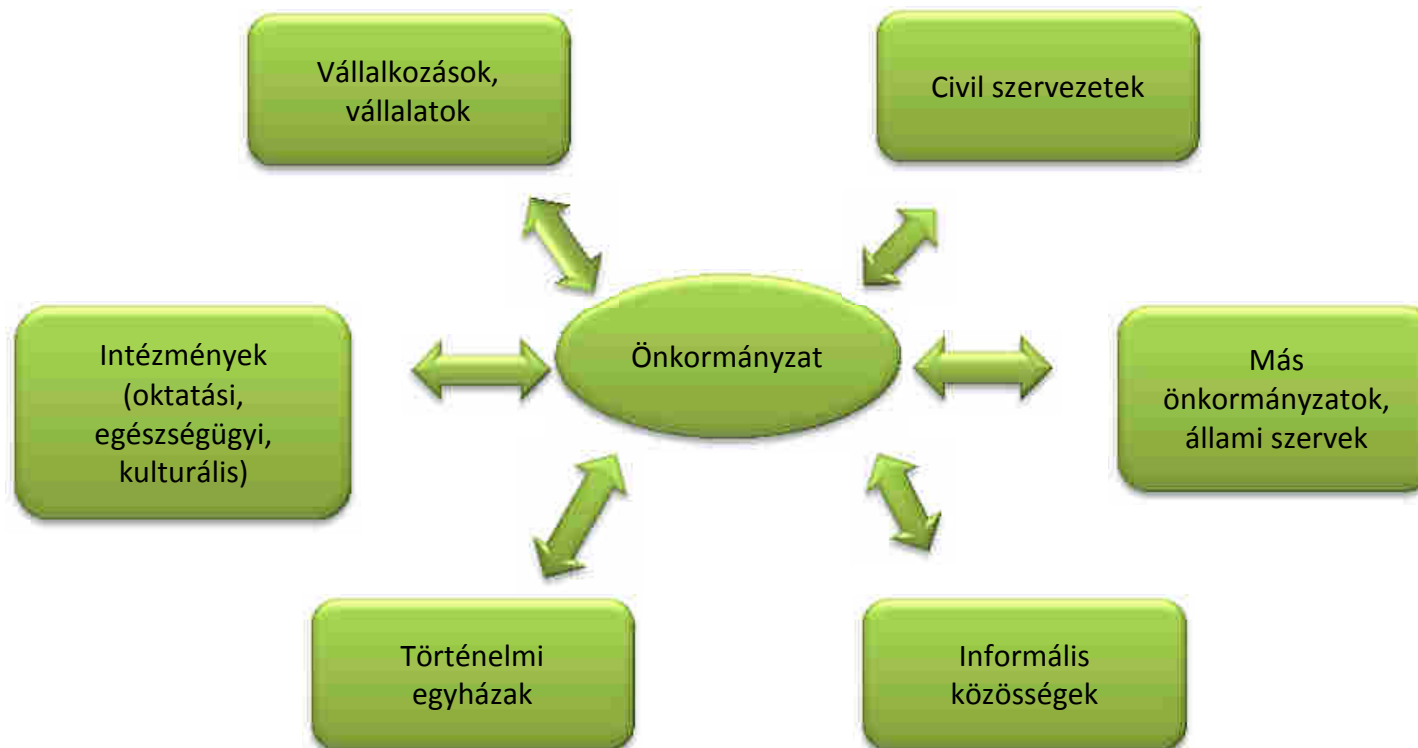 Vállalkozások,
vállalatok
Civil szervezetek
Intézmények
(oktatási,
egészségügyi,
kulturális)
Önkormányzat
Más
önkormányzatok,
állami szervek
Történelmi
egyházak
Informális
közösségek